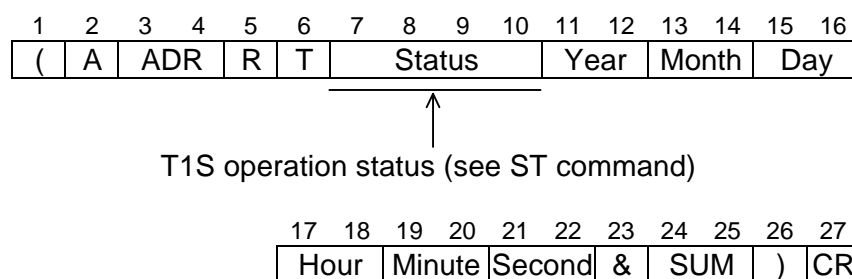 1 2 3 4 5 6 7 8 9 10 11 12 13 14 15 16
( A ADR R T Status Year Month Day
T1S operation status (see ST command)
17 18 19 20 21 22 23 24 25 26 27
Hour Minute Second & SUM ) CR